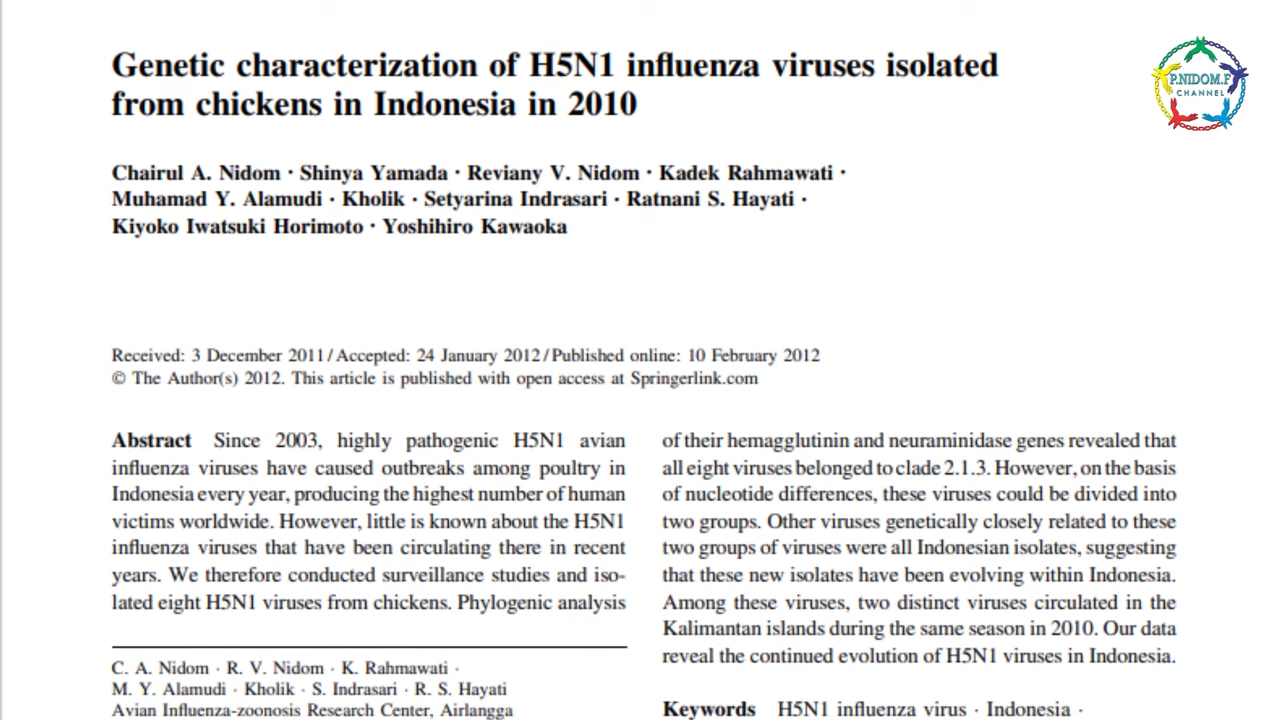 Genetic characterization of H5N1 influenza viruses isolated
from chickens in Indonesia in 2010
P.NIDOM.F
CHANNEL
Chairul A. Nidom · Shinya Yamada · Reviany V. Nidom · Kadek Rahmawati ·
Muhamad Y. Alamudi · Kholik · Setyarina Indrasari · Ratnani S. Hayati ·
Kiyoko Iwatsuki Horimoto · Yoshihiro Kawaoka
Received: 3 December 2011 / Accepted: 24 January 2012 / Published online: 10 February 2012
© The Author(s) 2012. This article is published with open access at Springerlink.com
Abstract Since 2003, highly pathogenic H5N1 avian
influenza viruses have caused outbreaks among poultry in
Indonesia every year, producing the highest number of human
victims worldwide. However, little is known about the H5N1
influenza viruses that have been circulating there in recent
years. We therefore conducted surveillance studies and iso-
lated eight H5N1 viruses from chickens. Phylogenic analysis
C. A. Nidom · R. V. Nidom · K. Rahmawati ·
M. Y. Alamudi · Kholik · S. Indrasari · R. S. Hayati
Avian Influenza-zoonosis Research Center, Airlangga
of their hemagglutinin and neuraminidase genes revealed that
all eight viruses belonged to clade 2.1.3. However, on the basis
of nucleotide differences, these viruses could be divided into
two groups. Other viruses genetically closely related to these
two groups of viruses were all Indonesian isolates, suggesting
that these new isolates have been evolving within Indonesia.
Among these viruses, two distinct viruses circulated in the
Kalimantan islands during the same season in 2010. Our data
reveal the continued evolution of H5N1 viruses in Indonesia.
Keywords H5N1 influenza virus · Indonesia ·